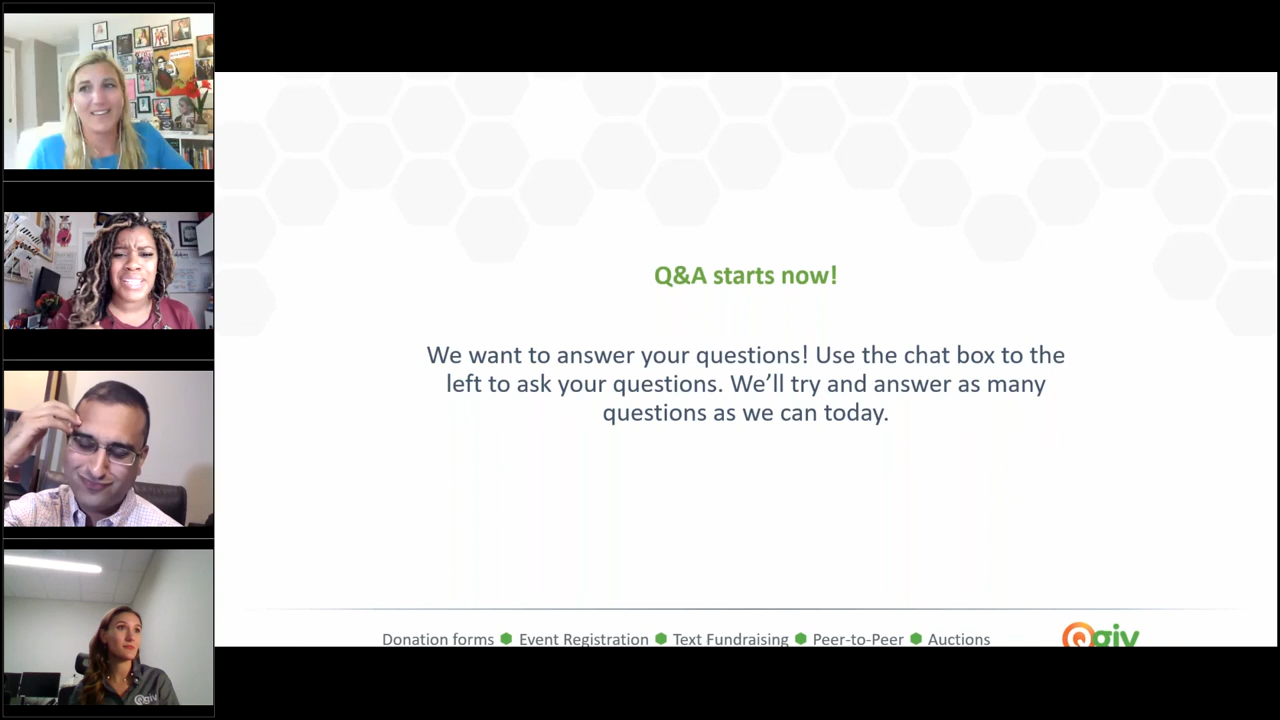 Q&A starts now!
We want to answer your questions! Use the chat box to the
left to ask your questions. We’ll try and answer as many
questions as we can today.
Donation forms Event Registration Text Fundraising Peer-to-Peer Auctions
Qgiv
Qgiv